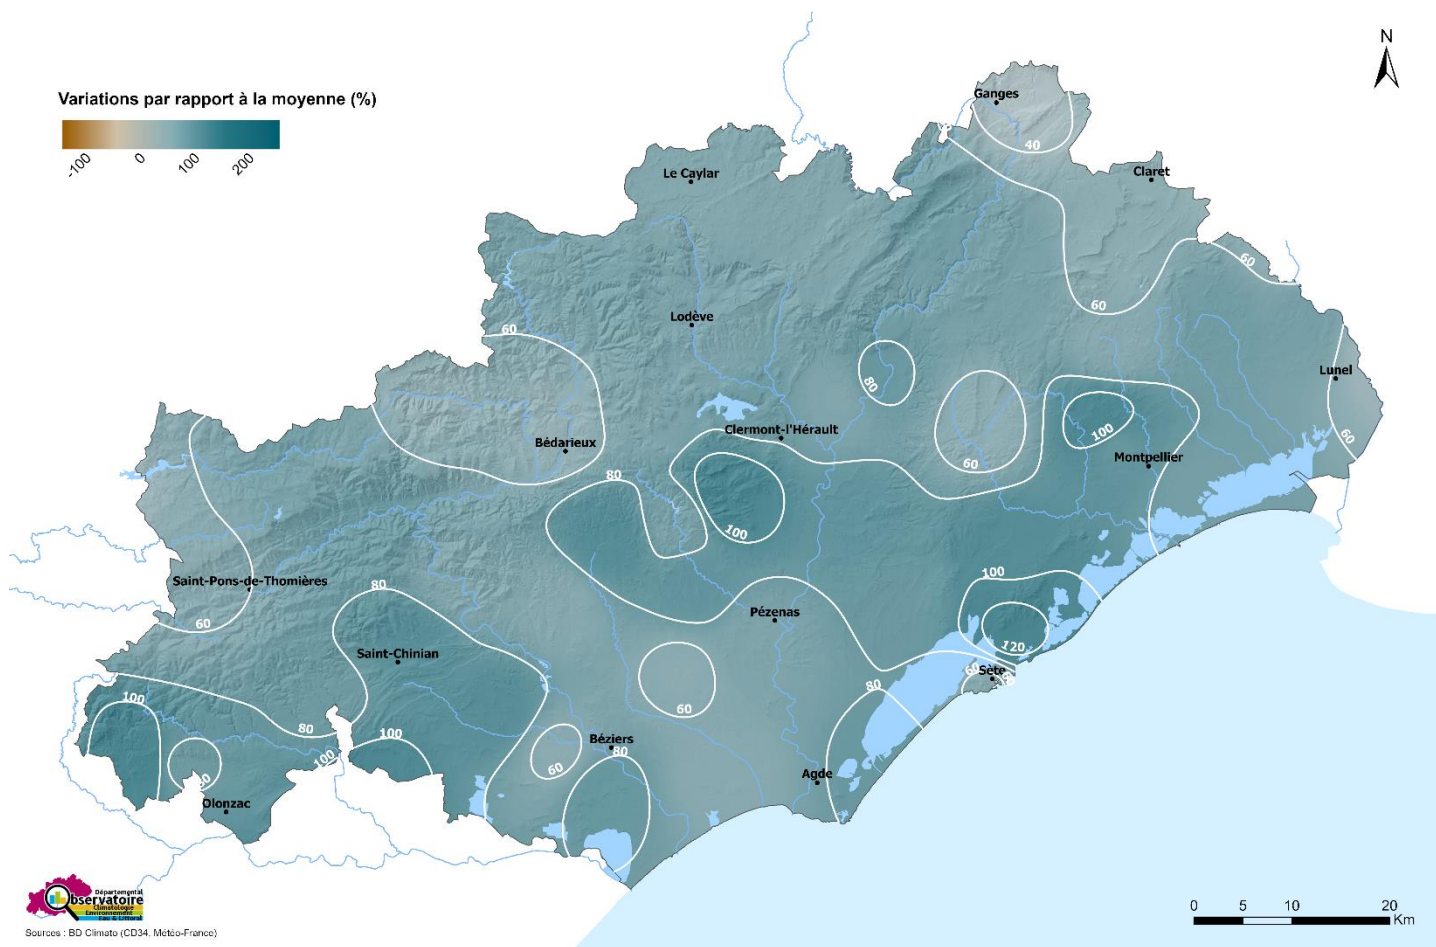 N
Variations par rapport à la moyenne (%)
-100
0
100
200
Ganges
40
Claret
Le Caylar
60
60
Lodève
60
80
Lunel
60
Clermont-l'Hérault
100
Bédarieux
60
Montpellier
80
100
Saint-Pons-de-Thomières
80
100
Pézenas
60
120
Saint-Chinian
Sète
60
80
100
60
80
100
Béziers
80
60
100
Agde
Olonzac
Départemental
Observatoire
Climatologie
Environnement
Eau & Littoral
Sources : BD Climato (CD34, Météo-France)
0 5 10 20
Km